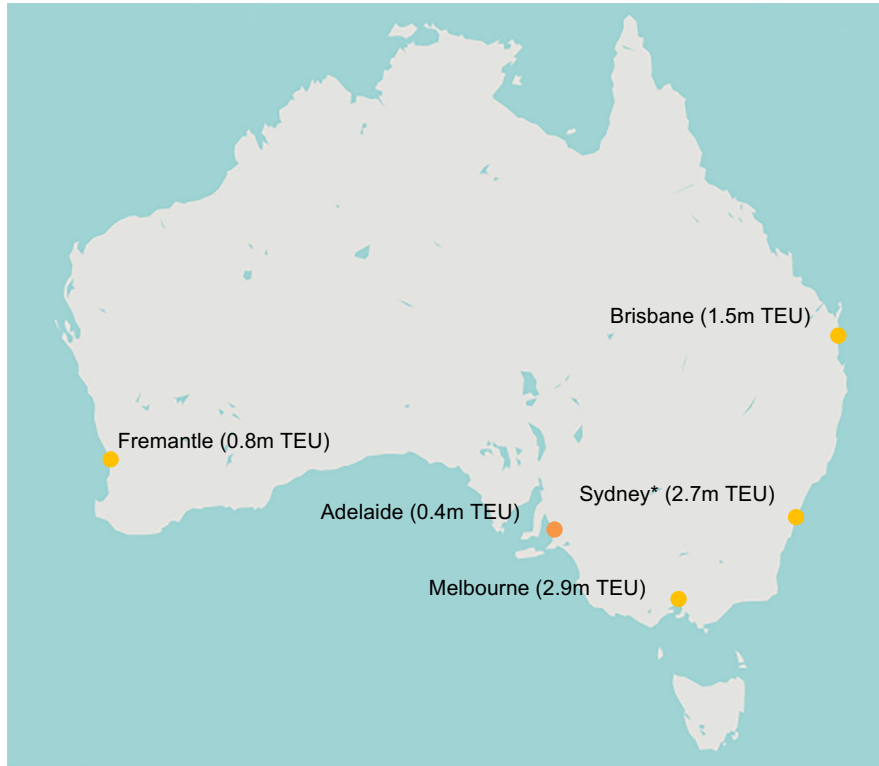 Brisbane (1.5m TEU)
Fremantle (0.8m TEU)
Sydney* (2.7m TEU)
Adelaide (0.4m TEU)
Melbourne (2.9m TEU)